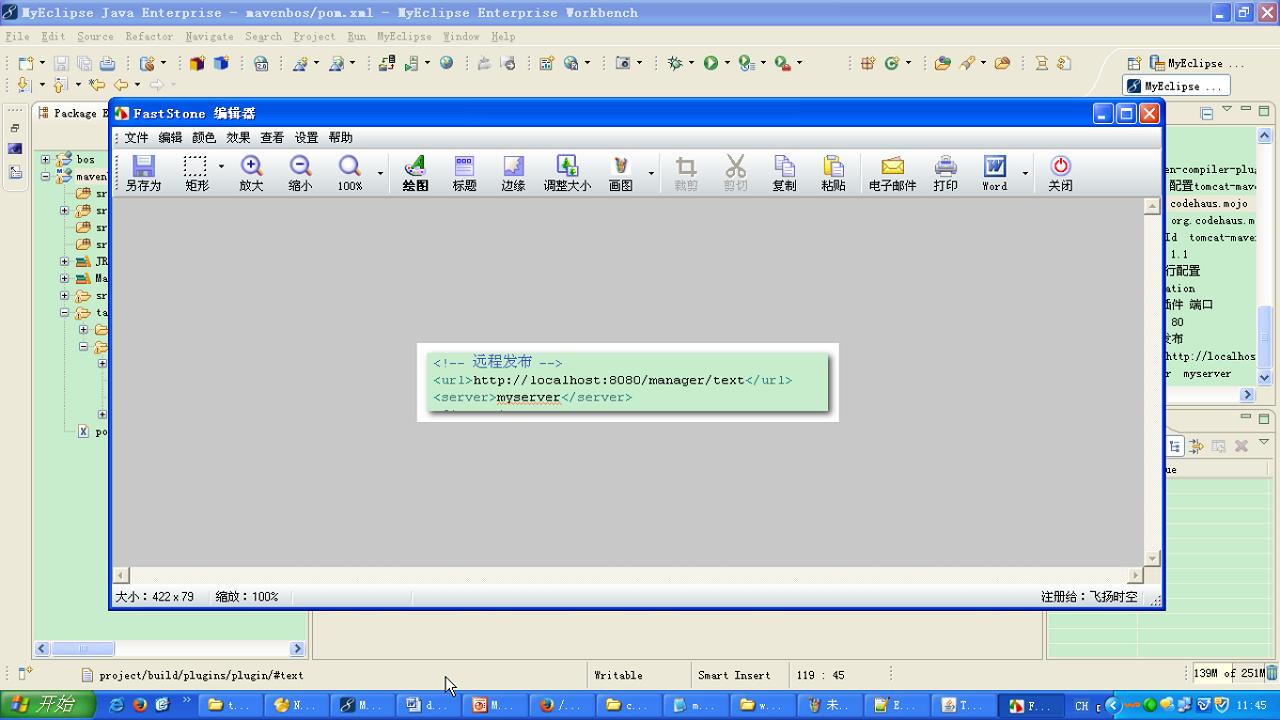 MyEclipse Java Enterprise - mavenbos/pom.xml - MyEclipse Enterprise Workbench
File Edit Source Refactor Navigate Search Project Run MyEclipse Window Help
MyEclipse ...
MyEclipse ...
Package E
bos
maven
sr
sr
sr
sr
JR
Ma
sr
ta
po
FastStone 编辑器
文件 编辑 颜色 效果 查看 设置 帮助
另存为 矩形 放大 缩小 100% 绘图 标题 边缘 调整大小 画图 裁剪 剪切 复制 粘贴 电子邮件 打印 Word 关闭
<!-- 远程发布 -->
<url>http://localhost:8080/manager/text</url>
<server>myserver</server>
大小：422 x 79 缩放：100% 注册给：飞扬时空
en-compiler-plu
配置tomcat-mave
codehaus.mojo
org.codehaus.m
Id tomcat-mave
1.1
行配置
ation
插件 端口
80
发布
http://localhos
r myserver
ue
project/build/plugins/plugin/#text Writable Smart Insert 119 : 45 139M of 251M
开始 t... N... M... d... M... /... c... m... w... 未... E... T... F... CH 11:45